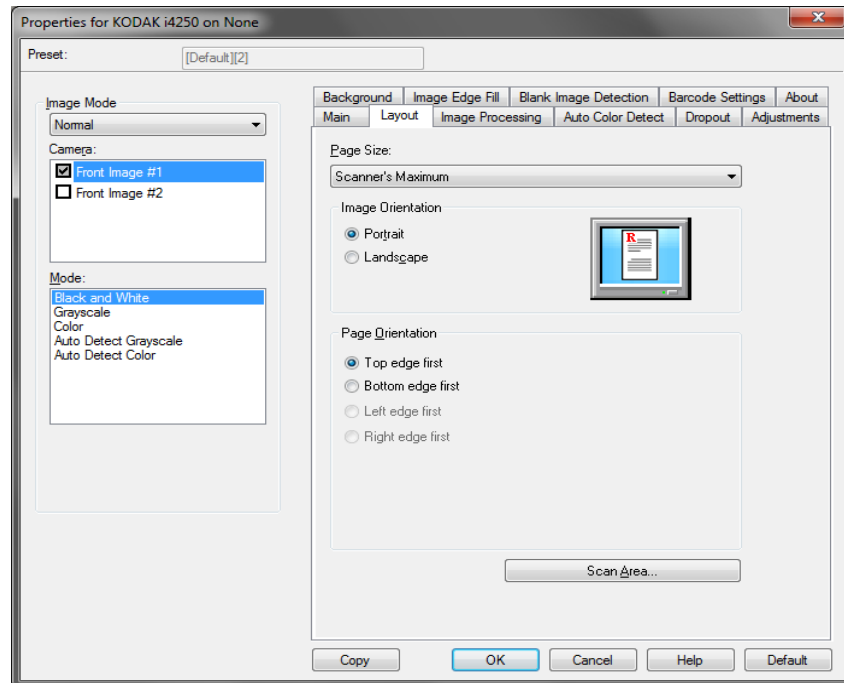 Properties for KODAK i4250 on None
Preset:
[Default][2]
Image Mode
Normal
Camera:
Front Image #1
Front Image #2
Mode:
Black and White
Grayscale
Color
Auto Detect Grayscale
Auto Detect Color
Background Image Edge Fill Blank Image Detection Barcode Settings About
Main Layout Image Processing Auto Color Detect Dropout Adjustments
Page Size:
Scanner's Maximum
Image Orientation
Portrait
Landscape
R
Page Orientation
Top edge first
Bottom edge first
Left edge first
Right edge first
Scan Area...
Copy OK Cancel Help Default